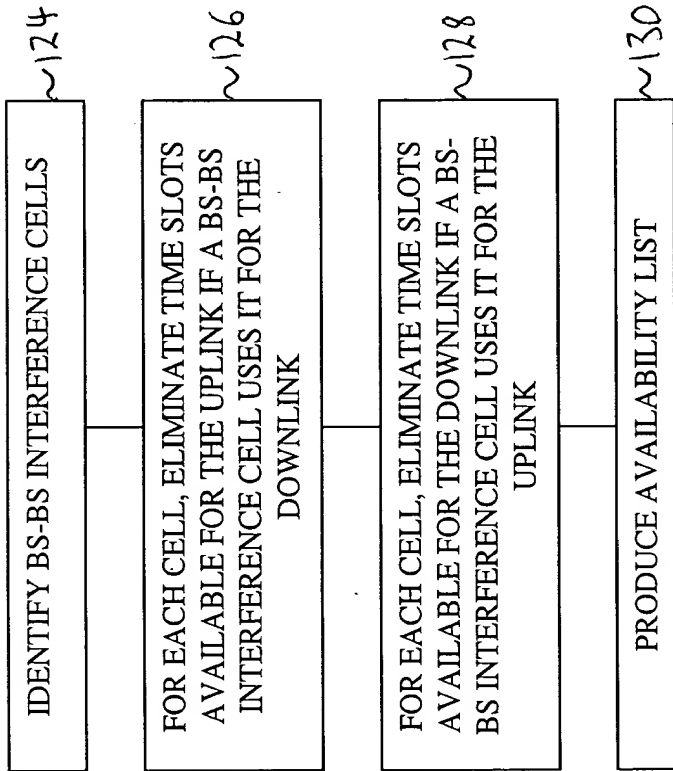 IDENTIFY BS-BS INTERFERENCE CELLS
~124
FOR EACH CELL, ELIMINATE TIME SLOTS
AVAILABLE FOR THE UPLINK IF A BS-BS
INTERFERENCE CELL USES IT FOR THE
DOWNLINK
~126
FOR EACH CELL, ELIMINATE TIME SLOTS
AVAILABLE FOR THE DOWNLINK IF A BS-
BS INTERFERENCE CELL USES IT FOR THE
UPLINK
~128
PRODUCE AVAILABILITY LIST
~130